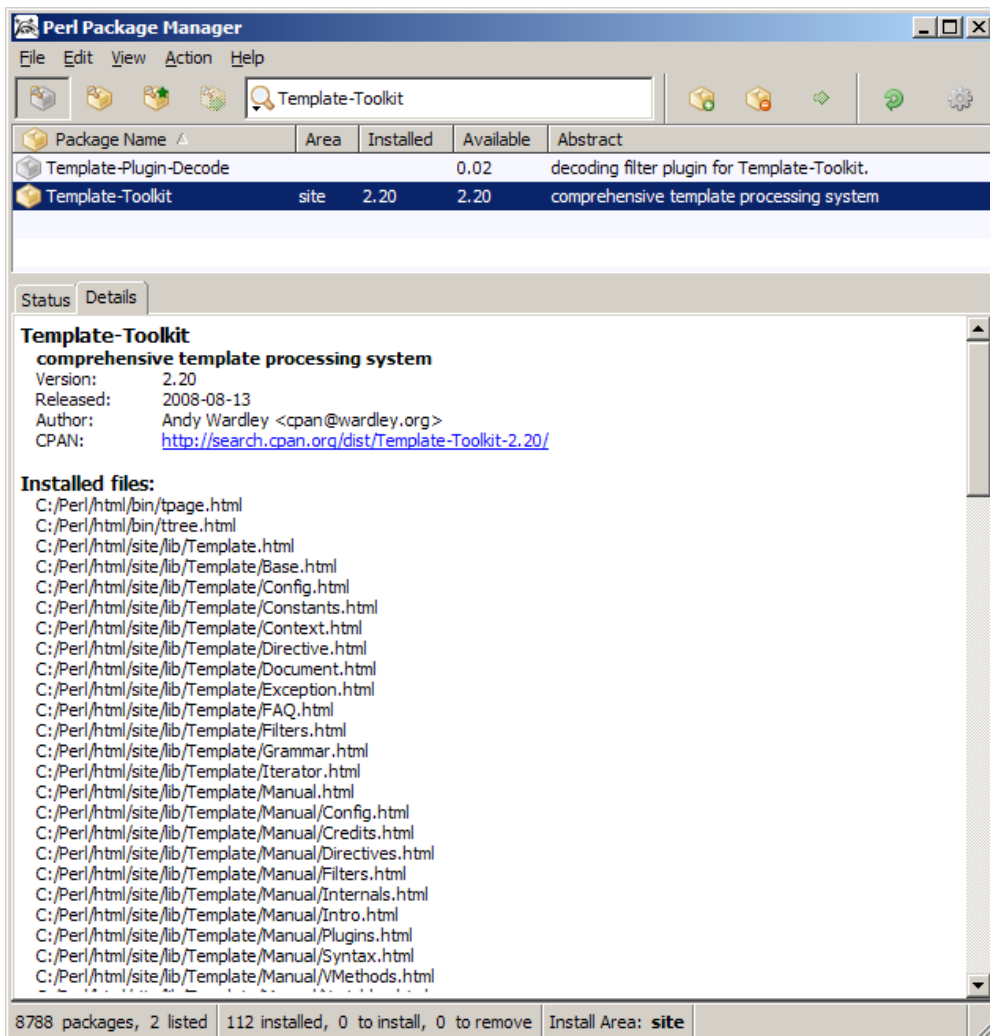 Perl Package Manager
File Edit View Action Help
Template-Toolkit
Package Name Area Installed Available Abstract
Template-Plugin-Decode 0.02 decoding filter plugin for Template-Toolkit.
Template-Toolkit site 2.20 2.20 comprehensive template processing system
Status Details
Template-Toolkit
comprehensive template processing system
Version: 2.20
Released: 2008-08-13
Author: Andy Wardley <cpan@wardley.org>
CPAN: http://search.cpan.org/dist/Template-Toolkit-2.20/
Installed files:
C:/Perl/html/bin/tpage.html
C:/Perl/html/bin/ttree.html
C:/Perl/html/site/lib/Template.html
C:/Perl/html/site/lib/Template/Base.html
C:/Perl/html/site/lib/Template/Config.html
C:/Perl/html/site/lib/Template/Constants.html
C:/Perl/html/site/lib/Template/Context.html
C:/Perl/html/site/lib/Template/Directive.html
C:/Perl/html/site/lib/Template/Document.html
C:/Perl/html/site/lib/Template/Exception.html
C:/Perl/html/site/lib/Template/FAQ.html
C:/Perl/html/site/lib/Template/Filters.html
C:/Perl/html/site/lib/Template/Grammar.html
C:/Perl/html/site/lib/Template/Iterator.html
C:/Perl/html/site/lib/Template/Manual.html
C:/Perl/html/site/lib/Template/Manual/Config.html
C:/Perl/html/site/lib/Template/Manual/Credits.html
C:/Perl/html/site/lib/Template/Manual/Directives.html
C:/Perl/html/site/lib/Template/Manual/Filters.html
C:/Perl/html/site/lib/Template/Manual/Internals.html
C:/Perl/html/site/lib/Template/Manual/Intro.html
C:/Perl/html/site/lib/Template/Manual/Plugins.html
C:/Perl/html/site/lib/Template/Manual/Syntax.html
C:/Perl/html/site/lib/Template/Manual/VMethods.html
8788 packages, 2 listed 112 installed, 0 to install, 0 to remove Install Area: site